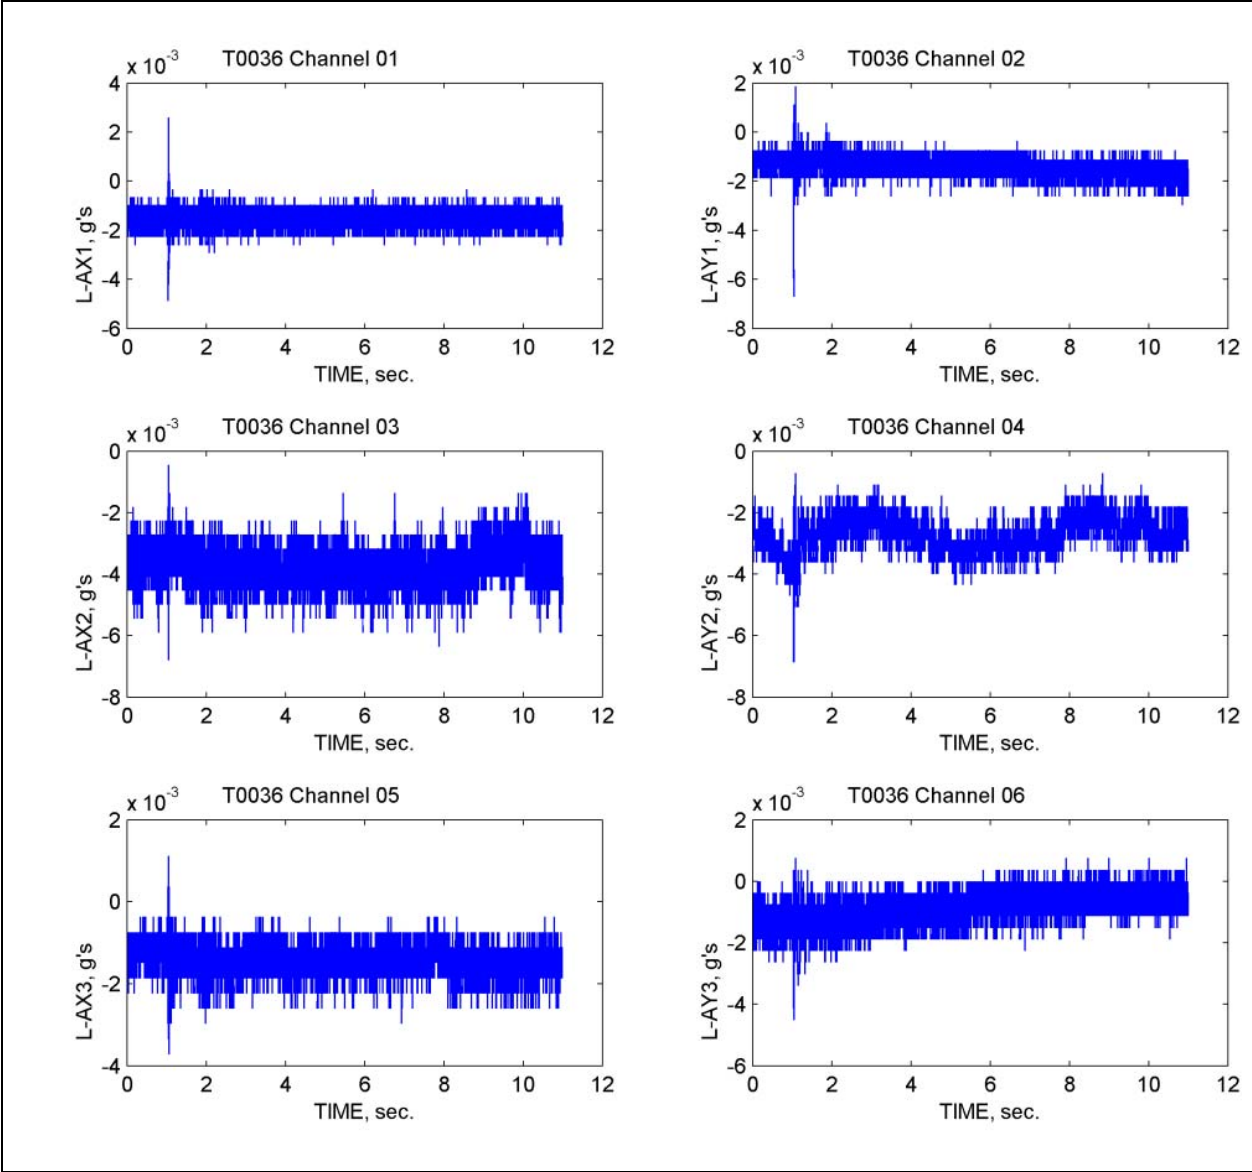 T0036 Channel 01
x 10-3
4
2
0
-2
-4
-6
L-AX1, g's
0 2 4 6 8 10 12
TIME, sec.
T0036 Channel 02
x 10-3
2
0
-2
-4
-6
-8
L-AY1, g's
0 2 4 6 8 10 12
TIME, sec.
T0036 Channel 03
x 10-3
0
-2
-4
-6
-8
L-AX2, g's
0 2 4 6 8 10 12
TIME, sec.
T0036 Channel 04
x 10-3
0
-2
-4
-6
-8
L-AY2, g's
0 2 4 6 8 10 12
TIME, sec.
T0036 Channel 05
x 10-3
2
0
-2
-4
L-AX3, g's
0 2 4 6 8 10 12
TIME, sec.
T0036 Channel 06
x 10-3
2
0
-2
-4
-6
L-AY3, g's
0 2 4 6 8 10 12
TIME, sec.